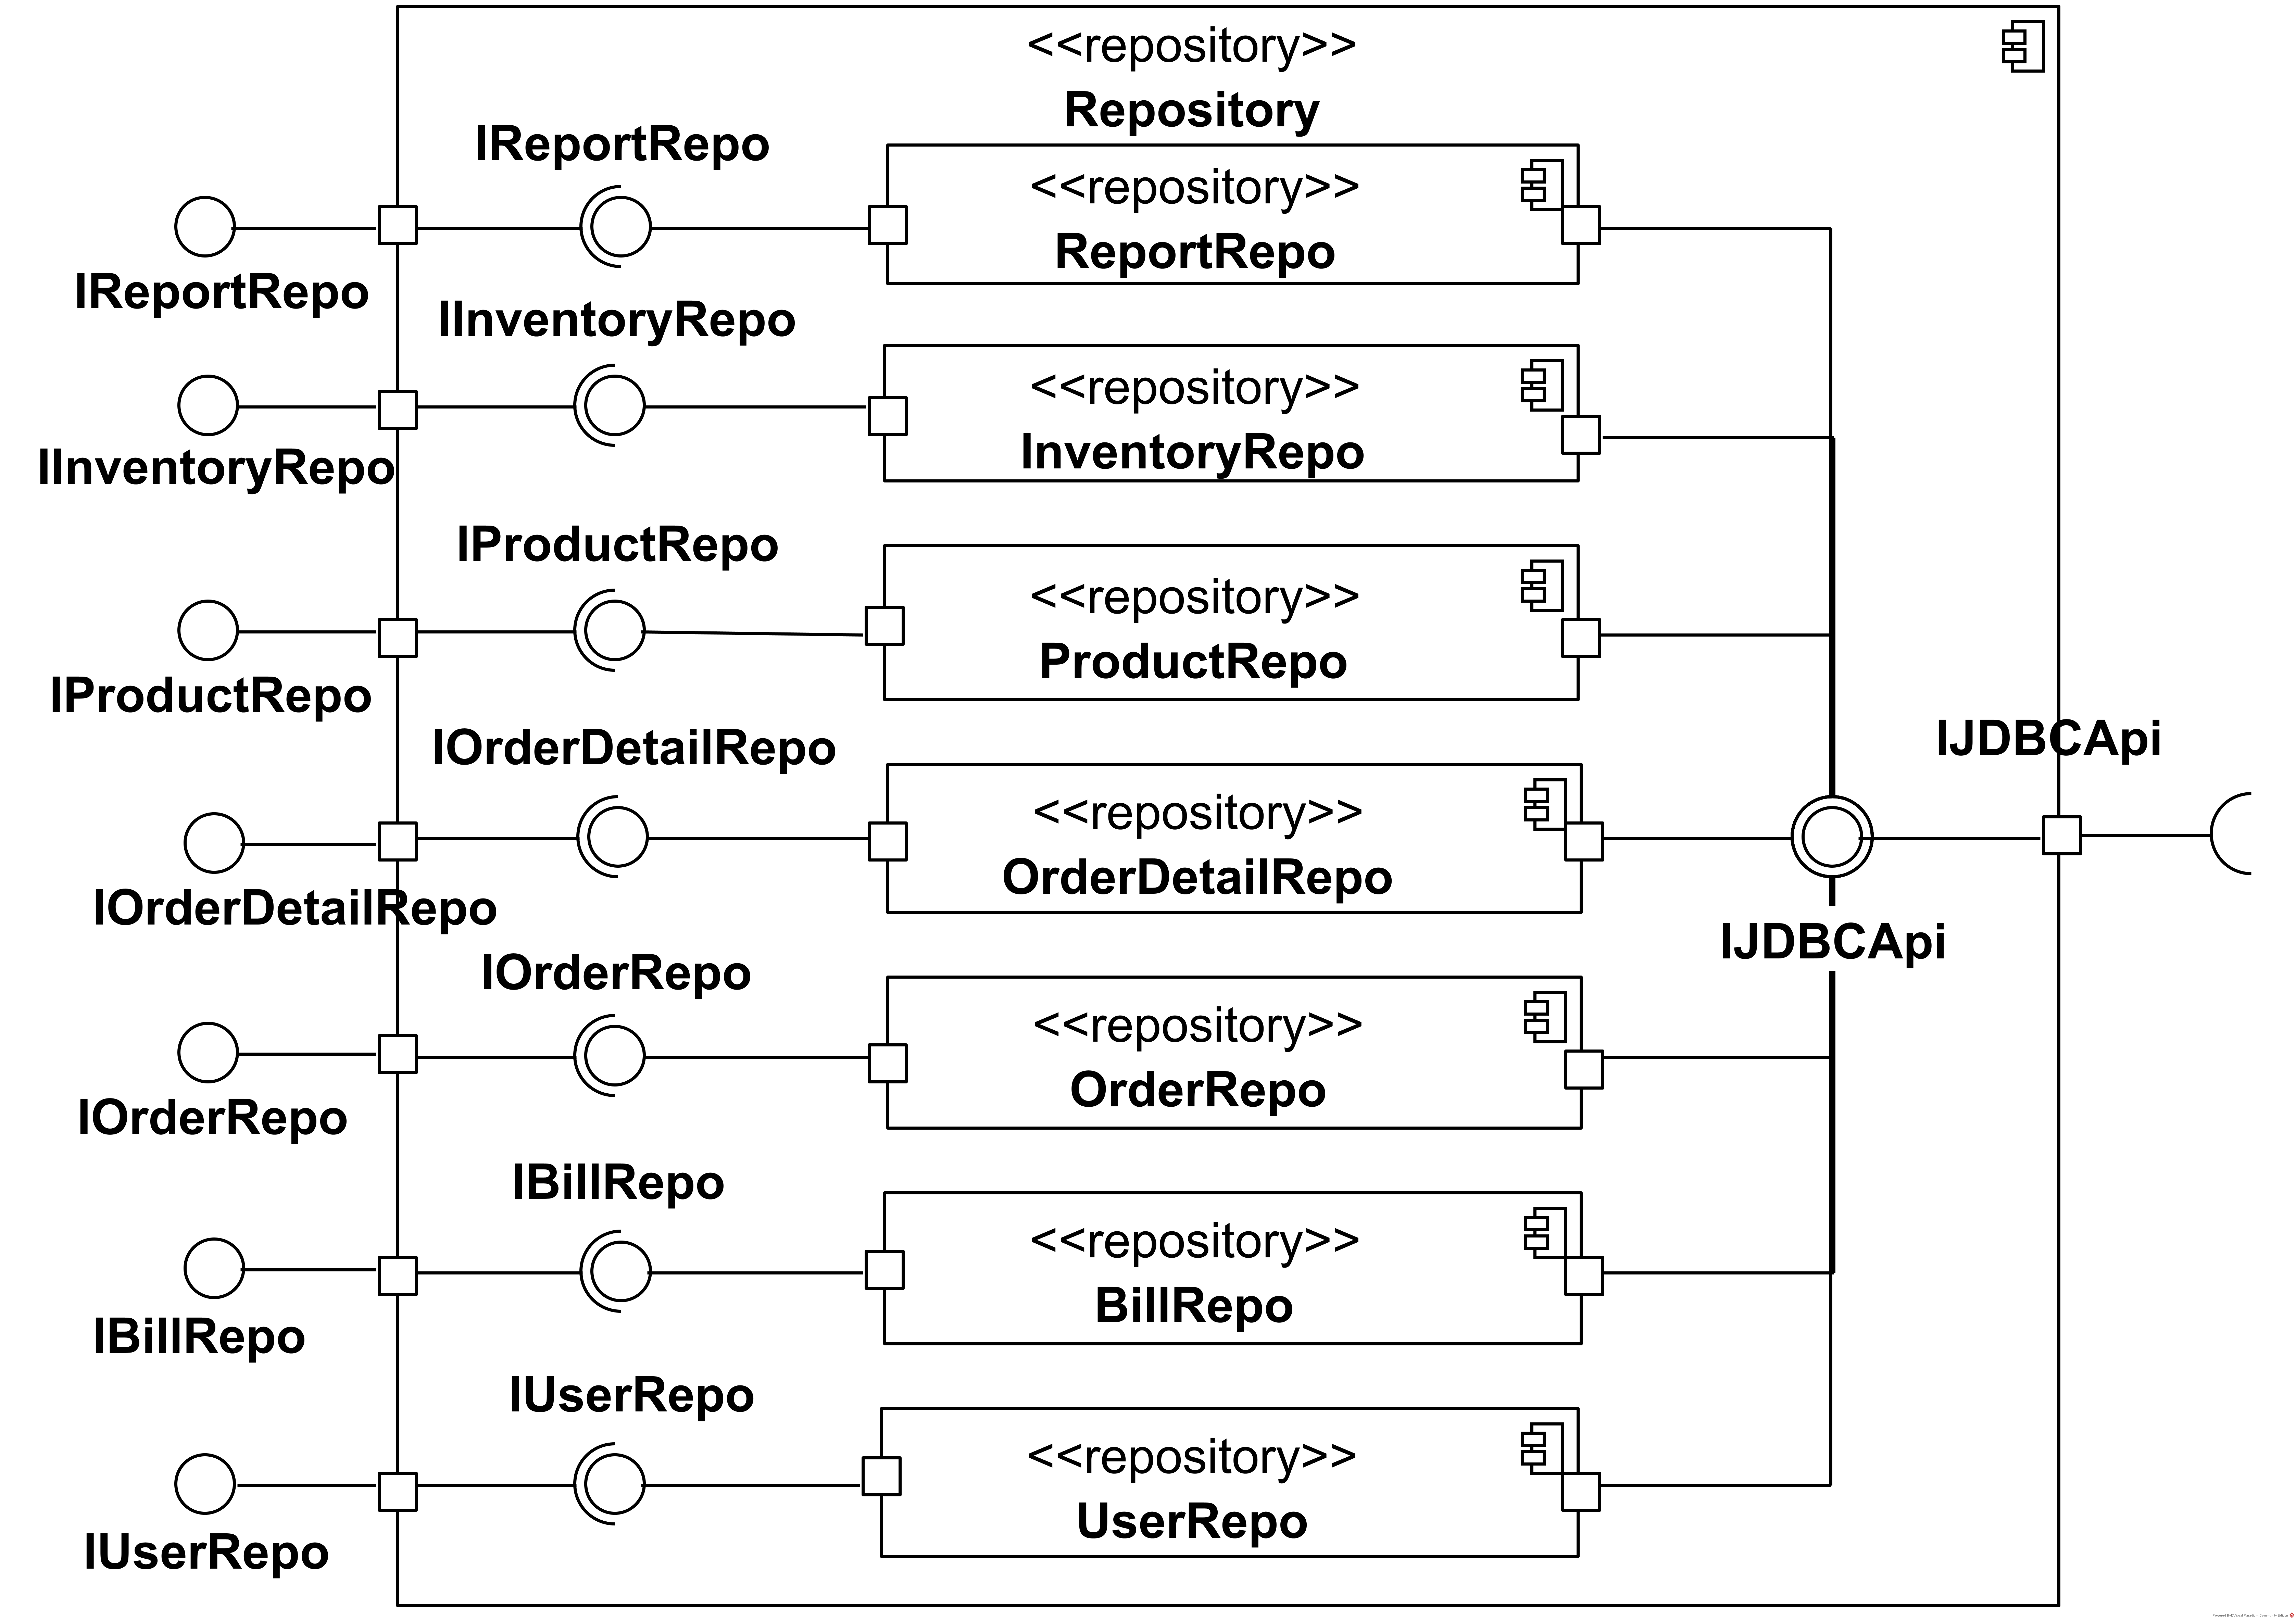 <<repository>>
Repository
IReportRepo
<<repository>>
ReportRepo
IReportRepo
IInventoryRepo
<<repository>>
InventoryRepo
IInventoryRepo
IProductRepo
<<repository>>
ProductRepo
IProductRepo
IOrderDetailRepo
IJDBCApi
<<repository>>
OrderDetailRepo
IOrderDetailRepo
IJDBCApi
IOrderRepo
<<repository>>
OrderRepo
IOrderRepo
IBillRepo
<<repository>>
BillRepo
IBillRepo
IUserRepo
<<repository>>
UserRepo
IUserRepo